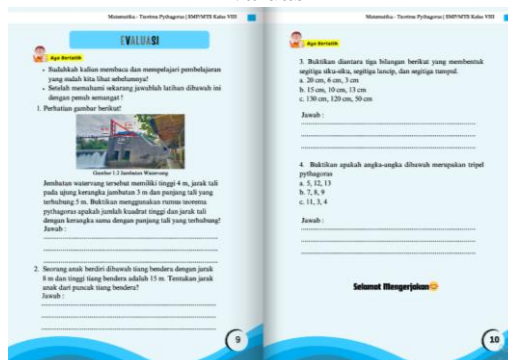 Matematika - Teorema Pythagoras | SMP/MTS Kelas VIII
EVALUASI
Ayo Berlatih
• Sudahkah kalian membaca dan mempelajari pembelajaran
yang sudah kita lihat sebelumnya?
• Setelah memahami sekarang jawablah latihan dibawah ini
dengan penuh semangat !
1. Perhatian gambar berikut!
Gambar 1.2 Jembatan Watervang
Jembatan watervang tersebut memiliki tinggi 4 m, jarak tali
pada ujung kerangka jambatan 3 m dan panjang tali yang
terhubung 5 m. Buktikan menggunakan rumus teorema
pythagoras apakah jumlah kuadrat tinggi dan jarak tali
dengan kerangka sama dengan panjang tali yang terhubung?
Jawab :
2. Seorang anak berdiri dibawah tiang bendera dengan jarak
8 m dan tinggi tiang bendera adalah 15 m. Tentukan jarak
anak dari puncak tiang bendera?
Jawab :
9
Matematika - Teorema Pythagoras | SMP/MTS Kelas VIII
Ayo Berlatih
3. Buktikan diantara tiga bilangan berikut yang membentuk
segitiga siku-siku, segitiga lancip, dan segitiga tumpul.
a. 20 cm, 6 cm, 3 cm
b. 15 cm, 10 cm, 13 cm
c. 130 cm, 120 cm, 50 cm
Jawab :
4. Buktikan apakah angka-angka dibawah merupakan tripel
pythagoras
a. 5, 12, 13
b. 7, 8, 9
c. 11, 3, 4
Jawab :
Selamat Mengerjakan
10